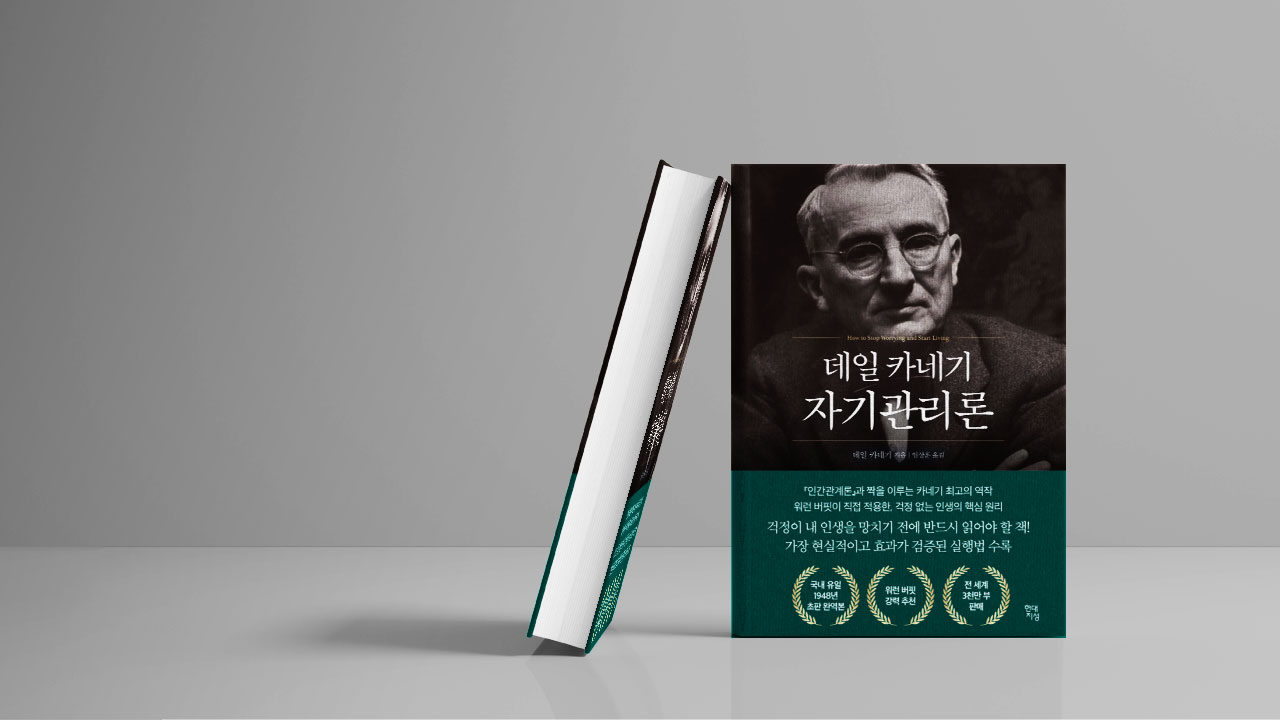 How to Stop Worrying and Start Living
데일 카네기
자기관리론
데일 카네기 지음 | 임상훈 옮김
『인간관계론』과 짝을 이루는 카네기 최고의 역작
워런 버핏이 직접 적용한, 걱정 없는 인생의 핵심 원리
걱정이 내 인생을 망치기 전에 반드시 읽어야 할 책!
가장 현실적이고 효과가 검증된 실행법 수록
국내 유일
1948년
초판 완역본
워런 버핏
강력 추천
전 세계
3천만 부
판매
현대
지성